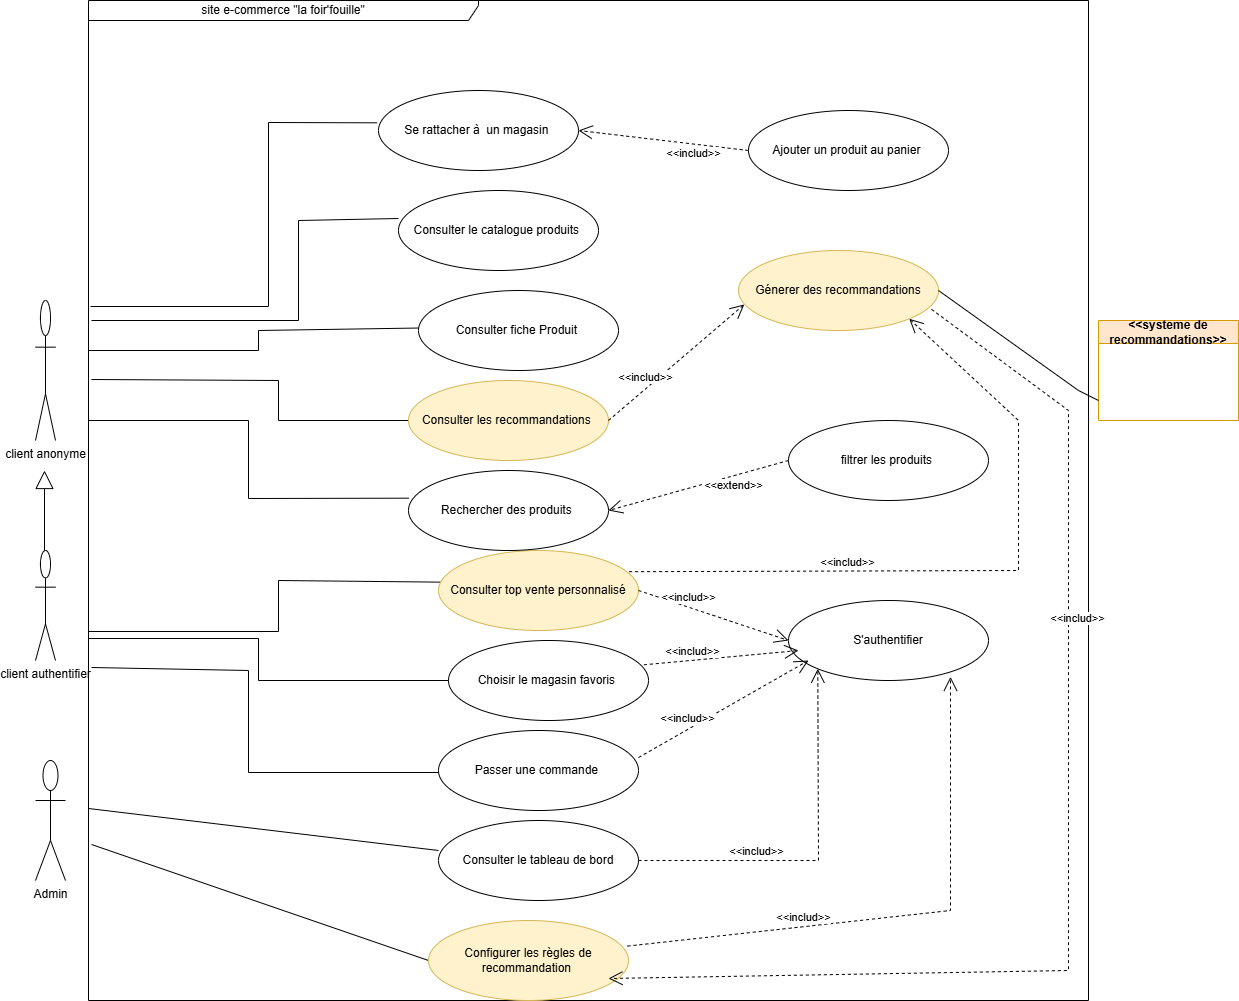 site e-commerce "la foir'fouille"
Se rattacher à un magasin
Ajouter un produit au panier
<<includ>>
Consulter le catalogue produits
Génerer des recommandations
Consulter fiche Produit
<<systeme de
recommandations>>
<<includ>>
Consulter les recommandations
client anonyme
filtrer les produits
<<extend>>
Rechercher des produits
<<includ>>
Consulter top vente personnalisé
<<includ>>
<<includ>>
S'authentifier
<<includ>>
client authentifier
Choisir le magasin favoris
<<includ>>
Passer une commande
<<includ>>
Consulter le tableau de bord
Admin
<<includ>>
Configurer les règles de
recommandation